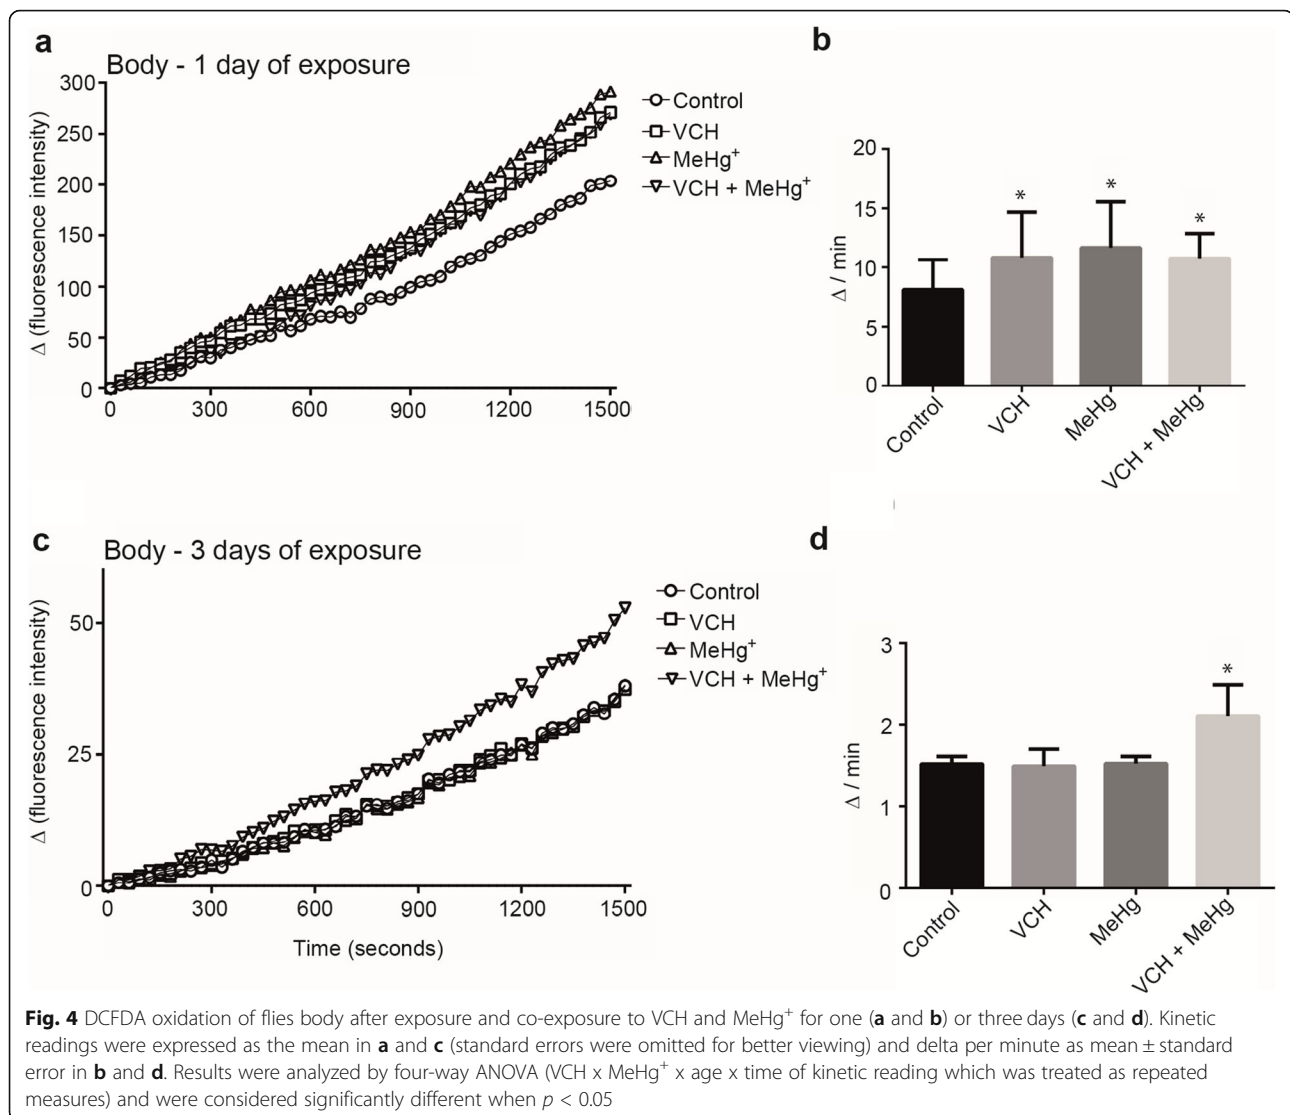 a
Body - 1 day of exposure
Δ (fluorescence intensity)
300
250
200
150
100
50
0
0 300 600 900 1200 1500
Control
VCH
MeHg⁺
VCH + MeHg⁺
b
Δ / min
20
15
10
5
0
* * *
Control
VCH
MeHg
VCH + MeHg
c
Body - 3 days of exposure
Δ (fluorescence intensity)
50
25
0
0 300 600 900 1200 1500
Time (seconds)
Control
VCH
MeHg⁺
VCH + MeHg⁺
d
Δ / min
3
2
1
0
*
Control
VCH
MeHg
VCH + MeHg
Fig. 4 DCFDA oxidation of flies body after exposure and co-exposure to VCH and MeHg⁺ for one (a and b) or three days (c and d). Kinetic
readings were expressed as the mean in a and c (standard errors were omitted for better viewing) and delta per minute as mean ± standard
error in b and d. Results were analyzed by four-way ANOVA (VCH x MeHg⁺ x age x time of kinetic reading which was treated as repeated
measures) and were considered significantly different when p < 0.05